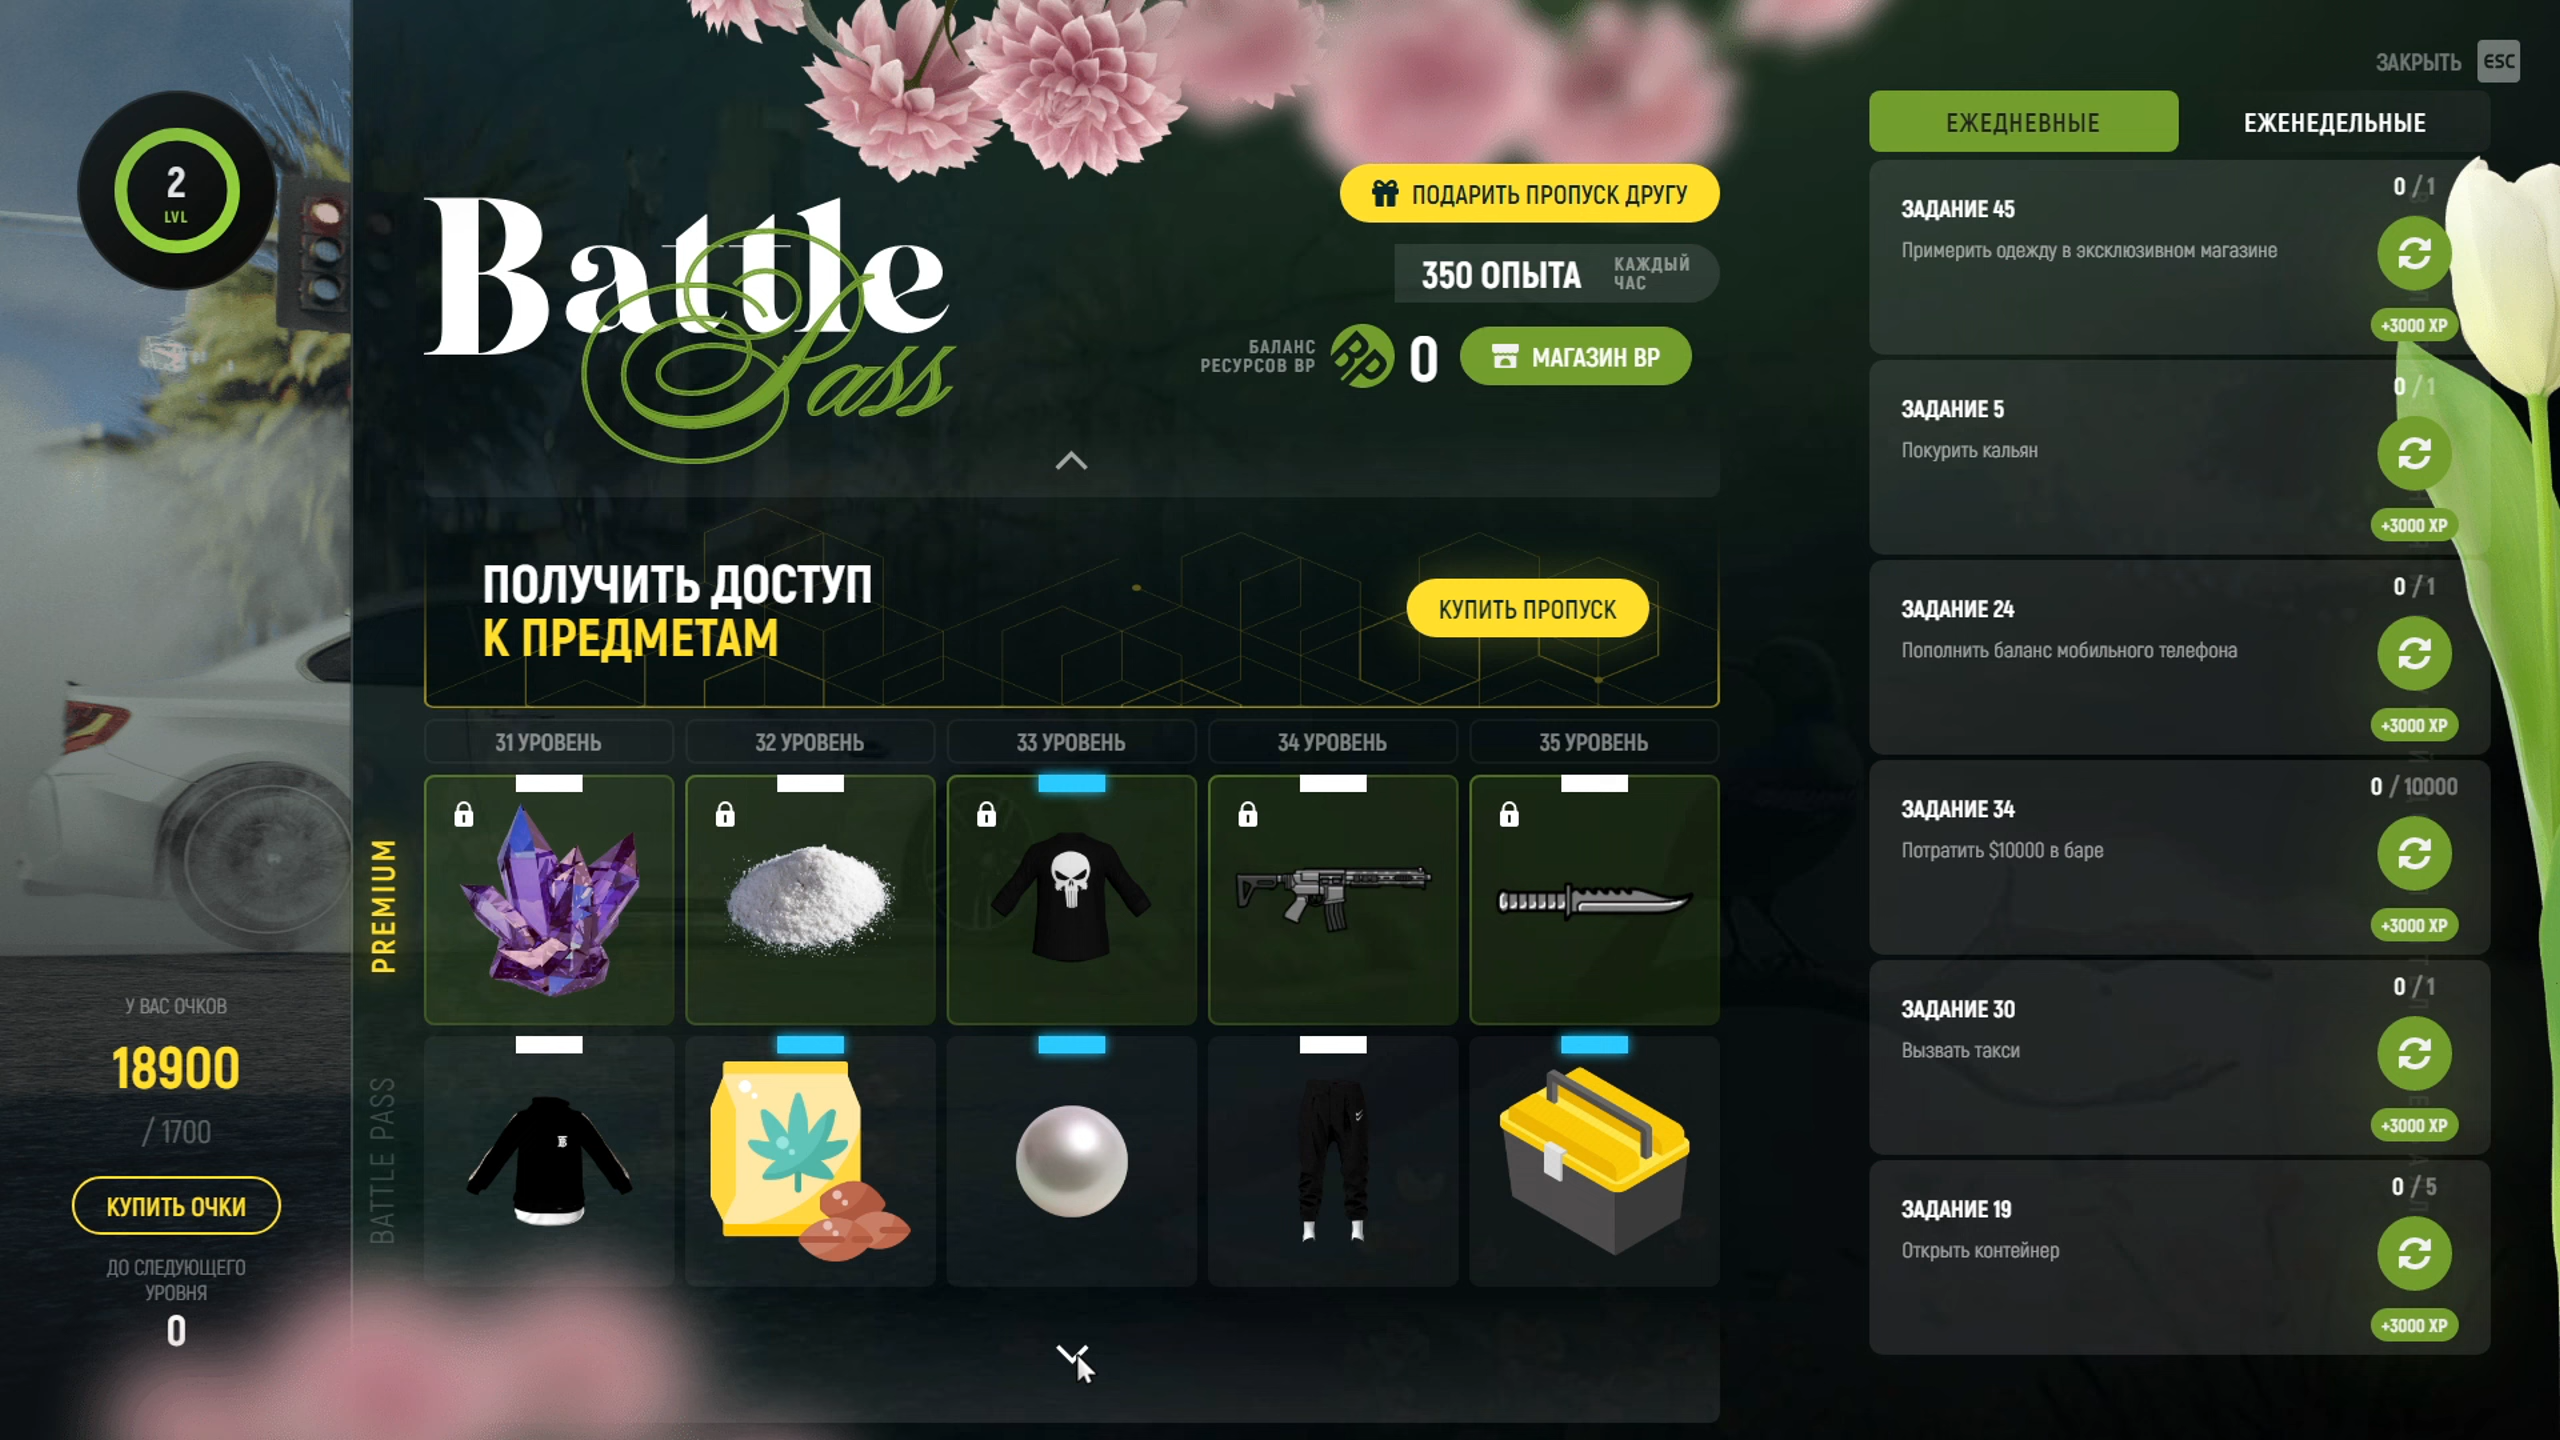 ЗАКРЫТЬ ESC
2
LVL
Battle
Pass
ПОДАРИТЬ ПРОПУСК ДРУГУ
350 ОПЫТА
КАЖДЫЙ
ЧАС
БАЛАНС
РЕСУРСОВ BP
BP
0
МАГАЗИН BP
ПОЛУЧИТЬ ДОСТУП
К ПРЕДМЕТАМ
КУПИТЬ ПРОПУСК
31 УРОВЕНЬ
32 УРОВЕНЬ
33 УРОВЕНЬ
34 УРОВЕНЬ
35 УРОВЕНЬ
PREMIUM
BATTLE PASS
У ВАС ОЧКОВ
18900
/ 1700
КУПИТЬ ОЧКИ
ДО СЛЕДУЮЩЕГО
УРОВНЯ
0
ЕЖЕДНЕВНЫЕ
ЕЖЕНЕДЕЛЬНЫЕ
ЗАДАНИЕ 45
0 / 1
Примерить одежду в эксклюзивном магазине
+3000 XP
ЗАДАНИЕ 5
0 / 1
Покурить кальян
+3000 XP
ЗАДАНИЕ 24
0 / 1
Пополнить баланс мобильного телефона
+3000 XP
ЗАДАНИЕ 34
0 / 10000
Потратить $10000 в баре
+3000 XP
ЗАДАНИЕ 30
0 / 1
Вызвать такси
+3000 XP
ЗАДАНИЕ 19
0 / 5
Открыть контейнер
+3000 XP